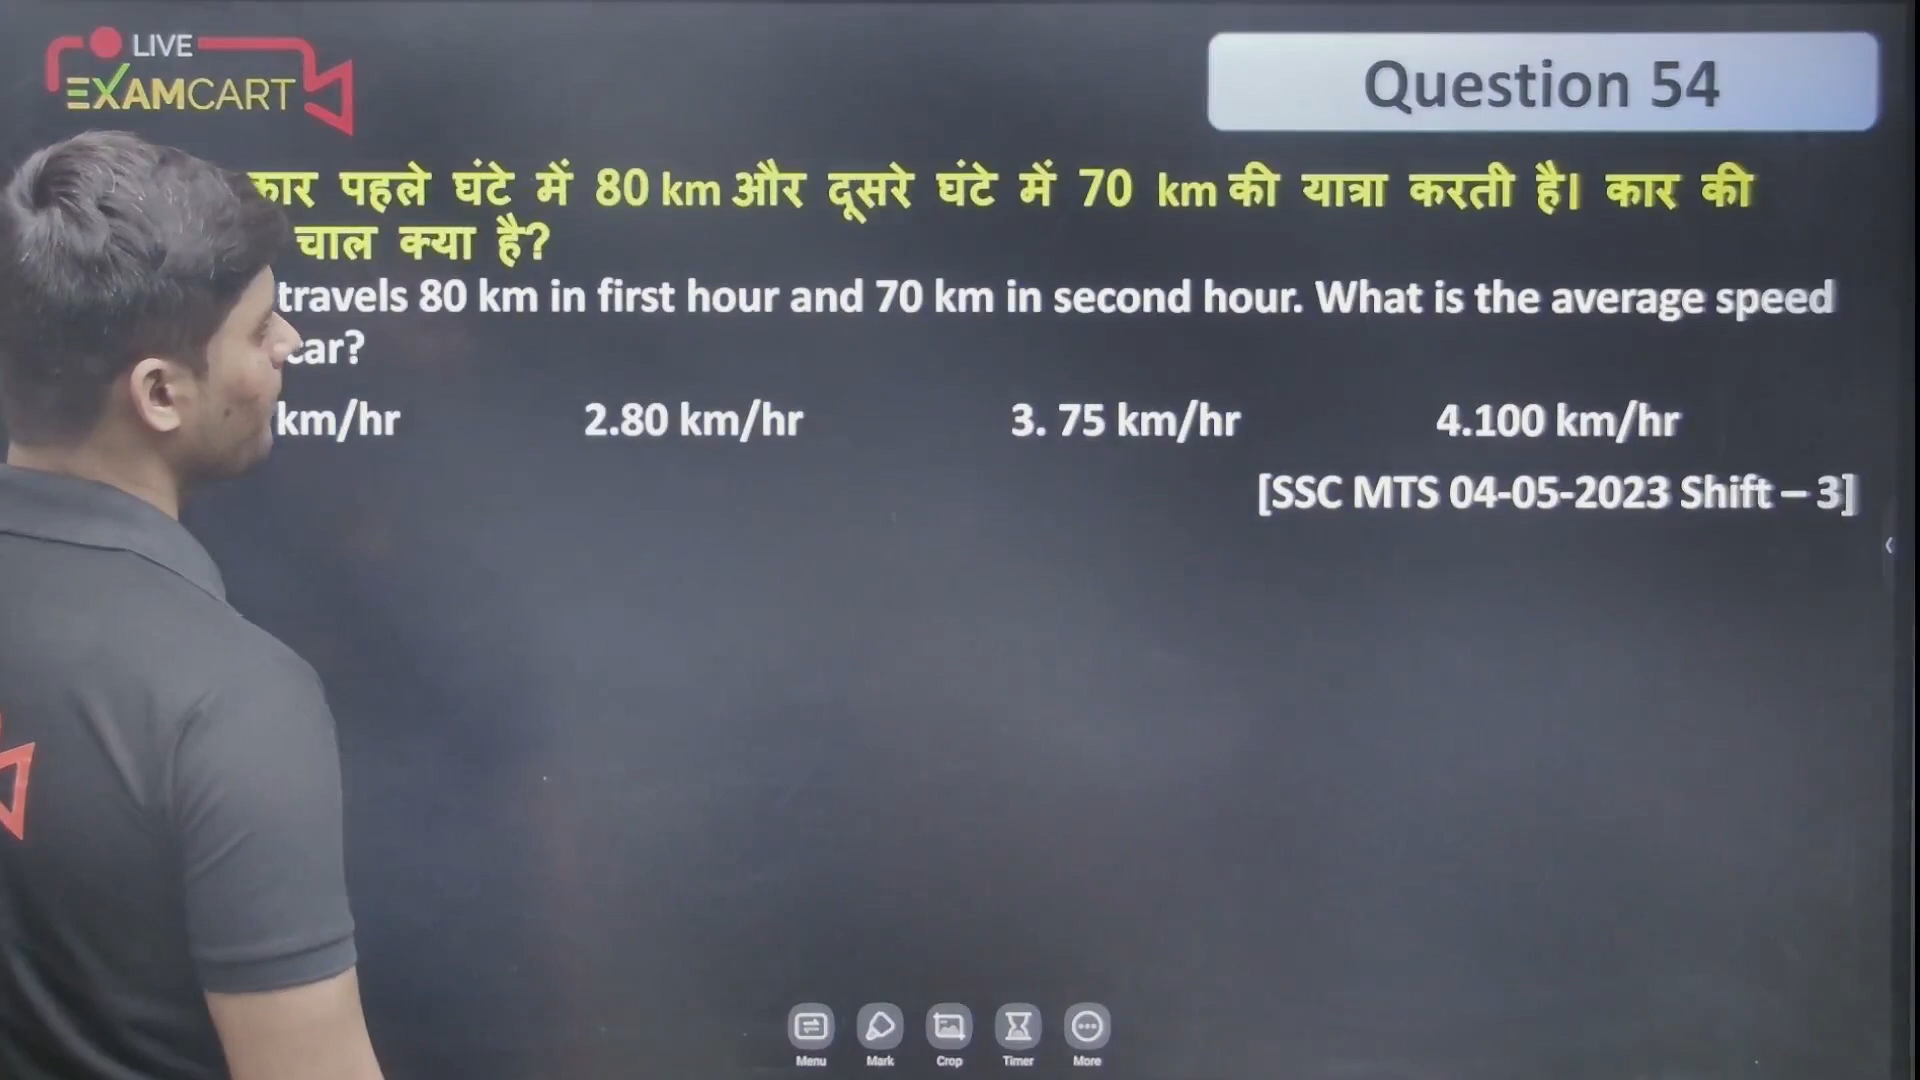 LIVE
EXAMCART
Question 54
कार पहले घंटे में 80 km और दूसरे घंटे में 70 km की यात्रा करती है। कार की
चाल क्या है?
travels 80 km in first hour and 70 km in second hour. What is the average speed
car?
km/hr 2.80 km/hr 3. 75 km/hr 4.100 km/hr
[SSC MTS 04-05-2023 Shift – 3]
Menu Mark Crop Timer More